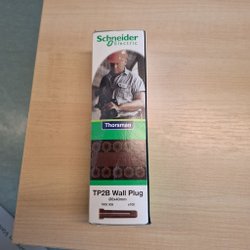 Schneider
Electric
Thorsman
TP2B Wall Plug